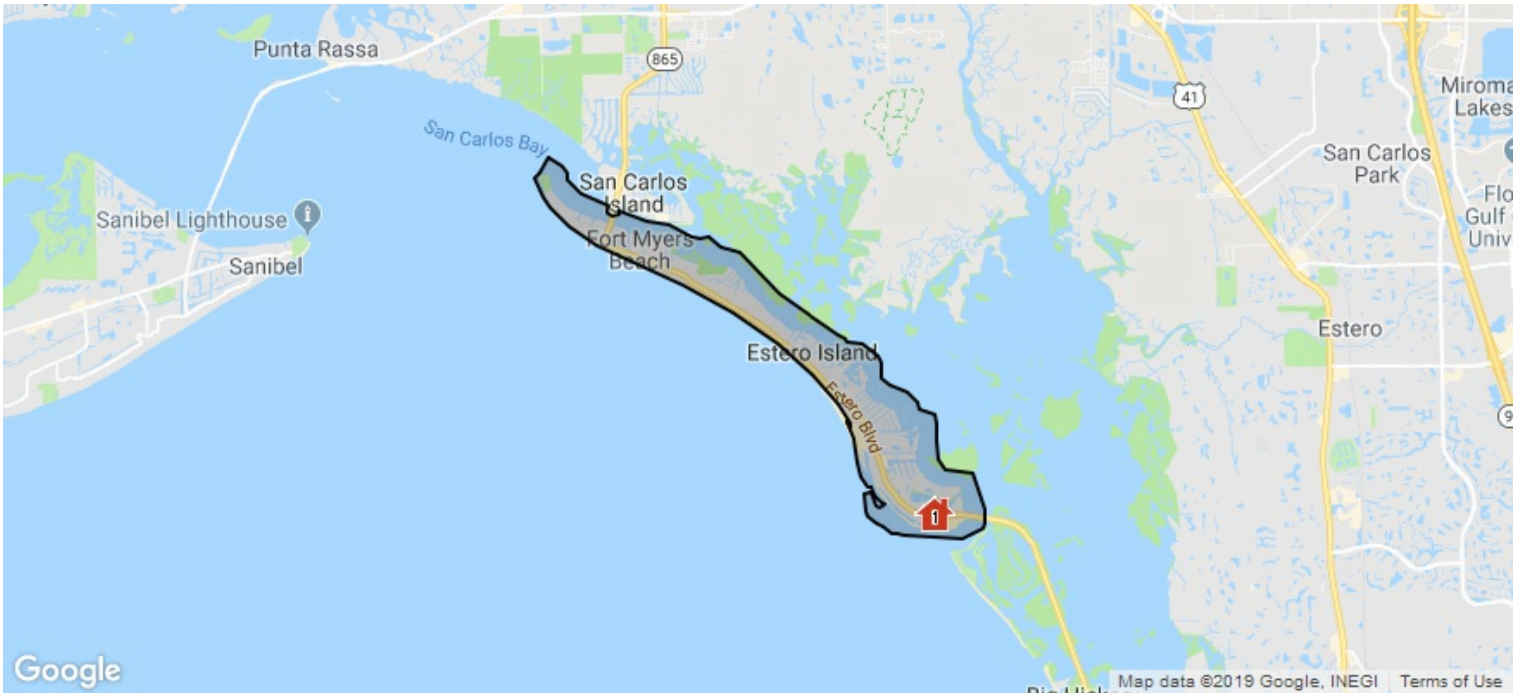 Punta Rassa
865
41
San Carlos Bay
San Carlos
Park
San Carlos
Island
Sanibel Lighthouse
Sanibel
Fort Myers
Beach
Estero Island
Estero
Estero Blvd
1
Google
Map data ©2019 Google, INEGI
Terms of Use
Lakes
Gulf